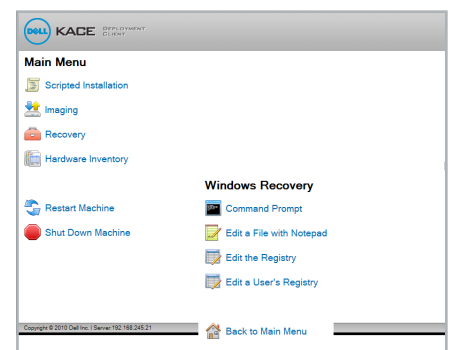 DELL KACE DEPLOYMENT CLIENT
Main Menu
Scripted Installation
Imaging
Recovery
Hardware Inventory
Restart Machine
Shut Down Machine
Windows Recovery
Command Prompt
Edit a File with Notepad
Edit the Registry
Edit a User's Registry
Back to Main Menu
Copyright © 2010 Dell Inc. | Server:192.168.245.21